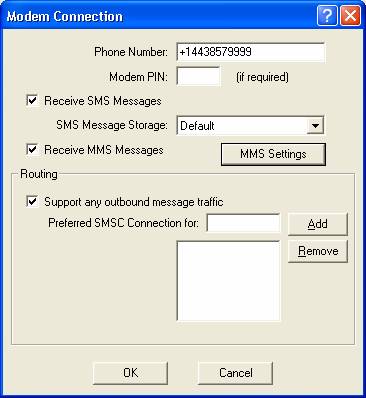 Modem Connection
Phone Number: +14438579999
Modem PIN: (if required)
Receive SMS Messages
SMS Message Storage: Default
Receive MMS Messages MMS Settings
Routing
Support any outbound message traffic
Preferred SMSC Connection for: Add
Remove
OK Cancel